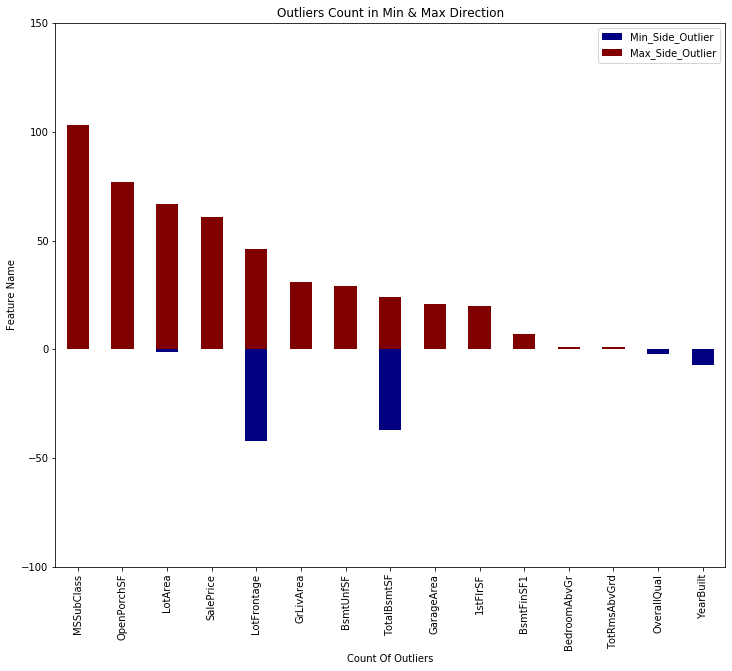 Outliers Count in Min & Max Direction
Min_Side_Outlier
Max_Side_Outlier
150
100
50
0
−50
−100
Feature Name
MSSubClass
OpenPorchSF
LotArea
SalePrice
LotFrontage
GrLivArea
BsmtUnfSF
TotalBsmtSF
GarageArea
1stFlrSF
BsmtFinSF1
BedroomAbvGr
TotRmsAbvGrd
OverallQual
YearBuilt
Count Of Outliers